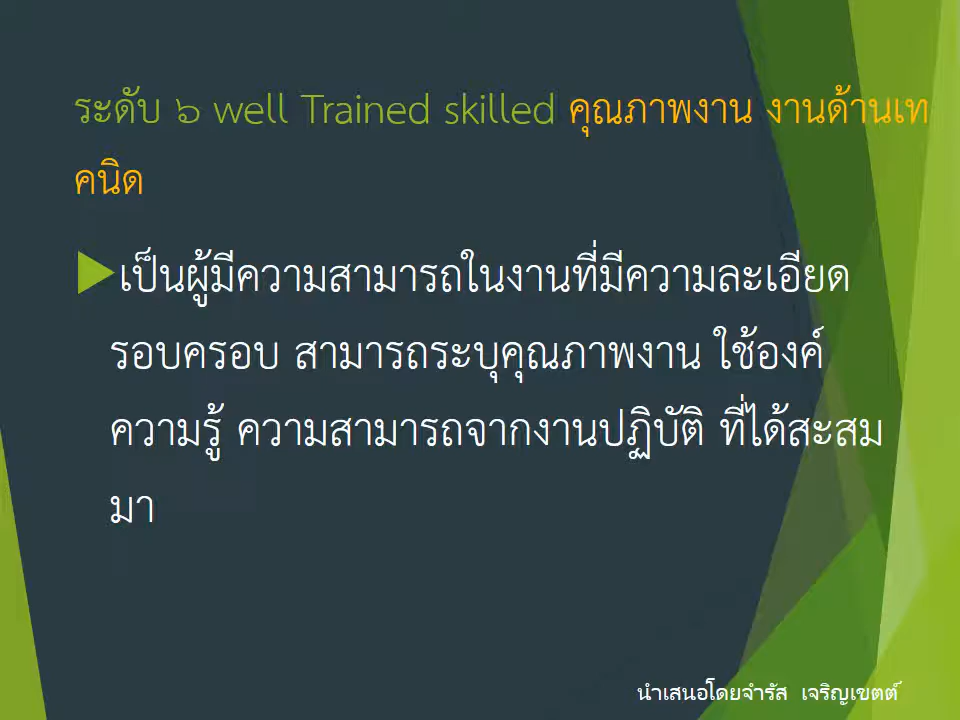 ระดับ ๖ well Trained skilled คุณภาพงาน งานด้านเท
คนิด
เป็นผู้มีความสามารถในงานที่มีความละเอียด
รอบครอบ สามารถระบุคุณภาพงาน ใช้องค์
ความรู้ ความสามารถจากงานปฏิบัติ ที่ได้สะสม
มา
นำเสนอโดยจำรัส เจริญเขตต์